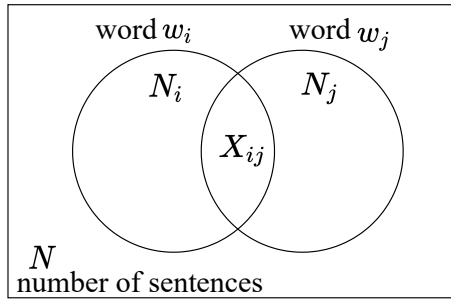 word w_i word w_j
N_i N_j
X_ij
N
number of sentences